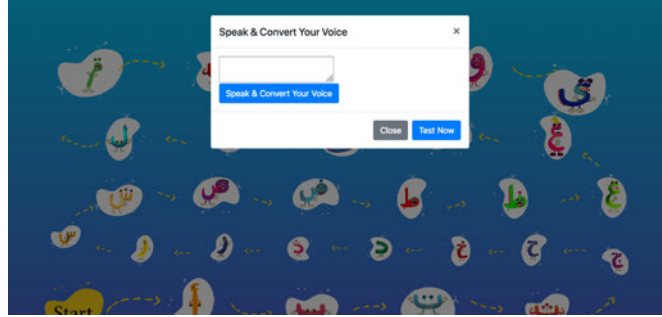 Speak & Convert Your Voice ×
Speak & Convert Your Voice
Close Test Now
ل غ
ش ص ض ط ظ ع
س ز ر ذ د خ ح ج
Start أ ب ت ث